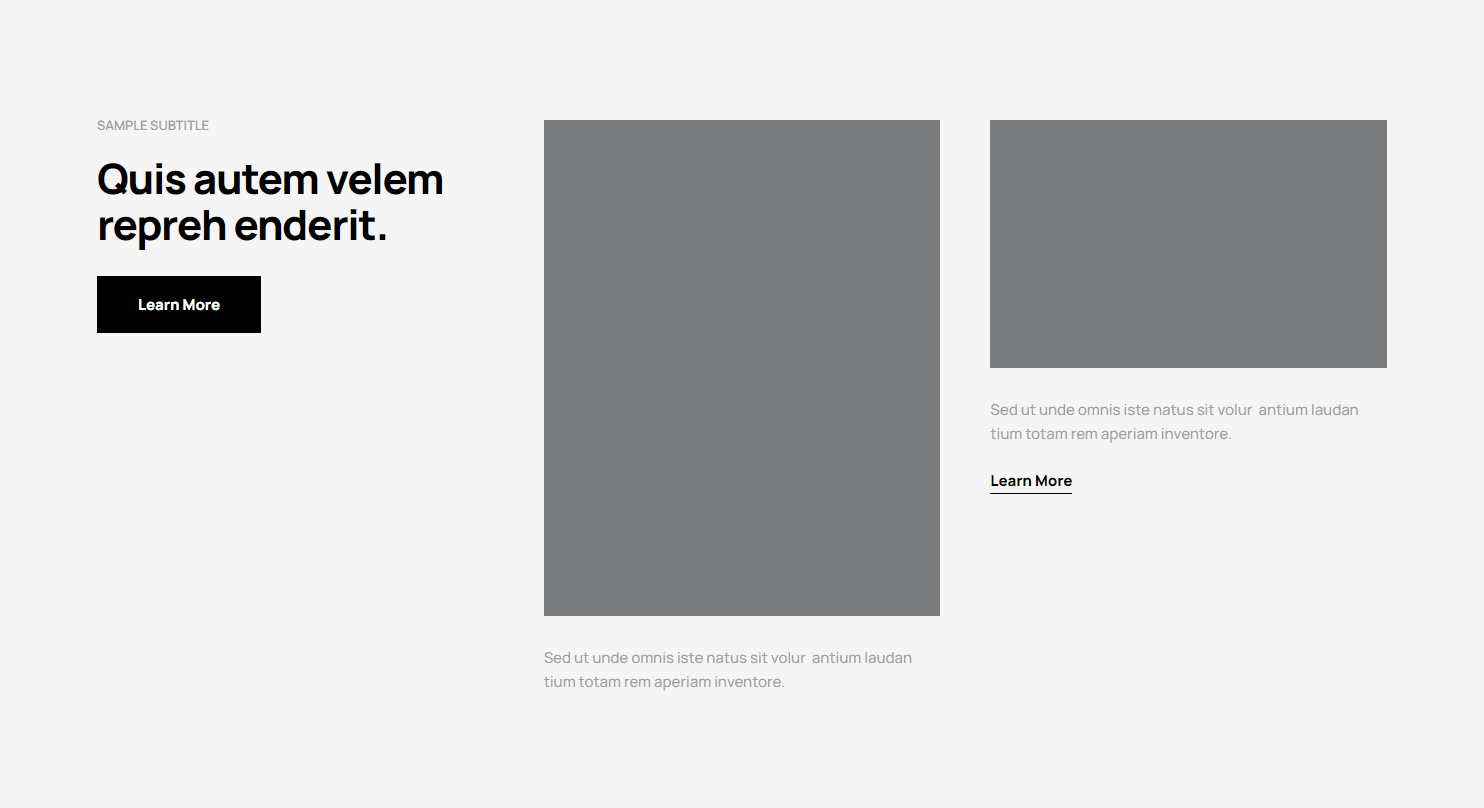 SAMPLE SUBTITLE
Quis autem velem
repreh enderit.
Learn More
Sed ut unde omnis iste natus sit volur  antium laudan
tium totam rem aperiam inventore.
Sed ut unde omnis iste natus sit volur  antium laudan
tium totam rem aperiam inventore.
Learn More